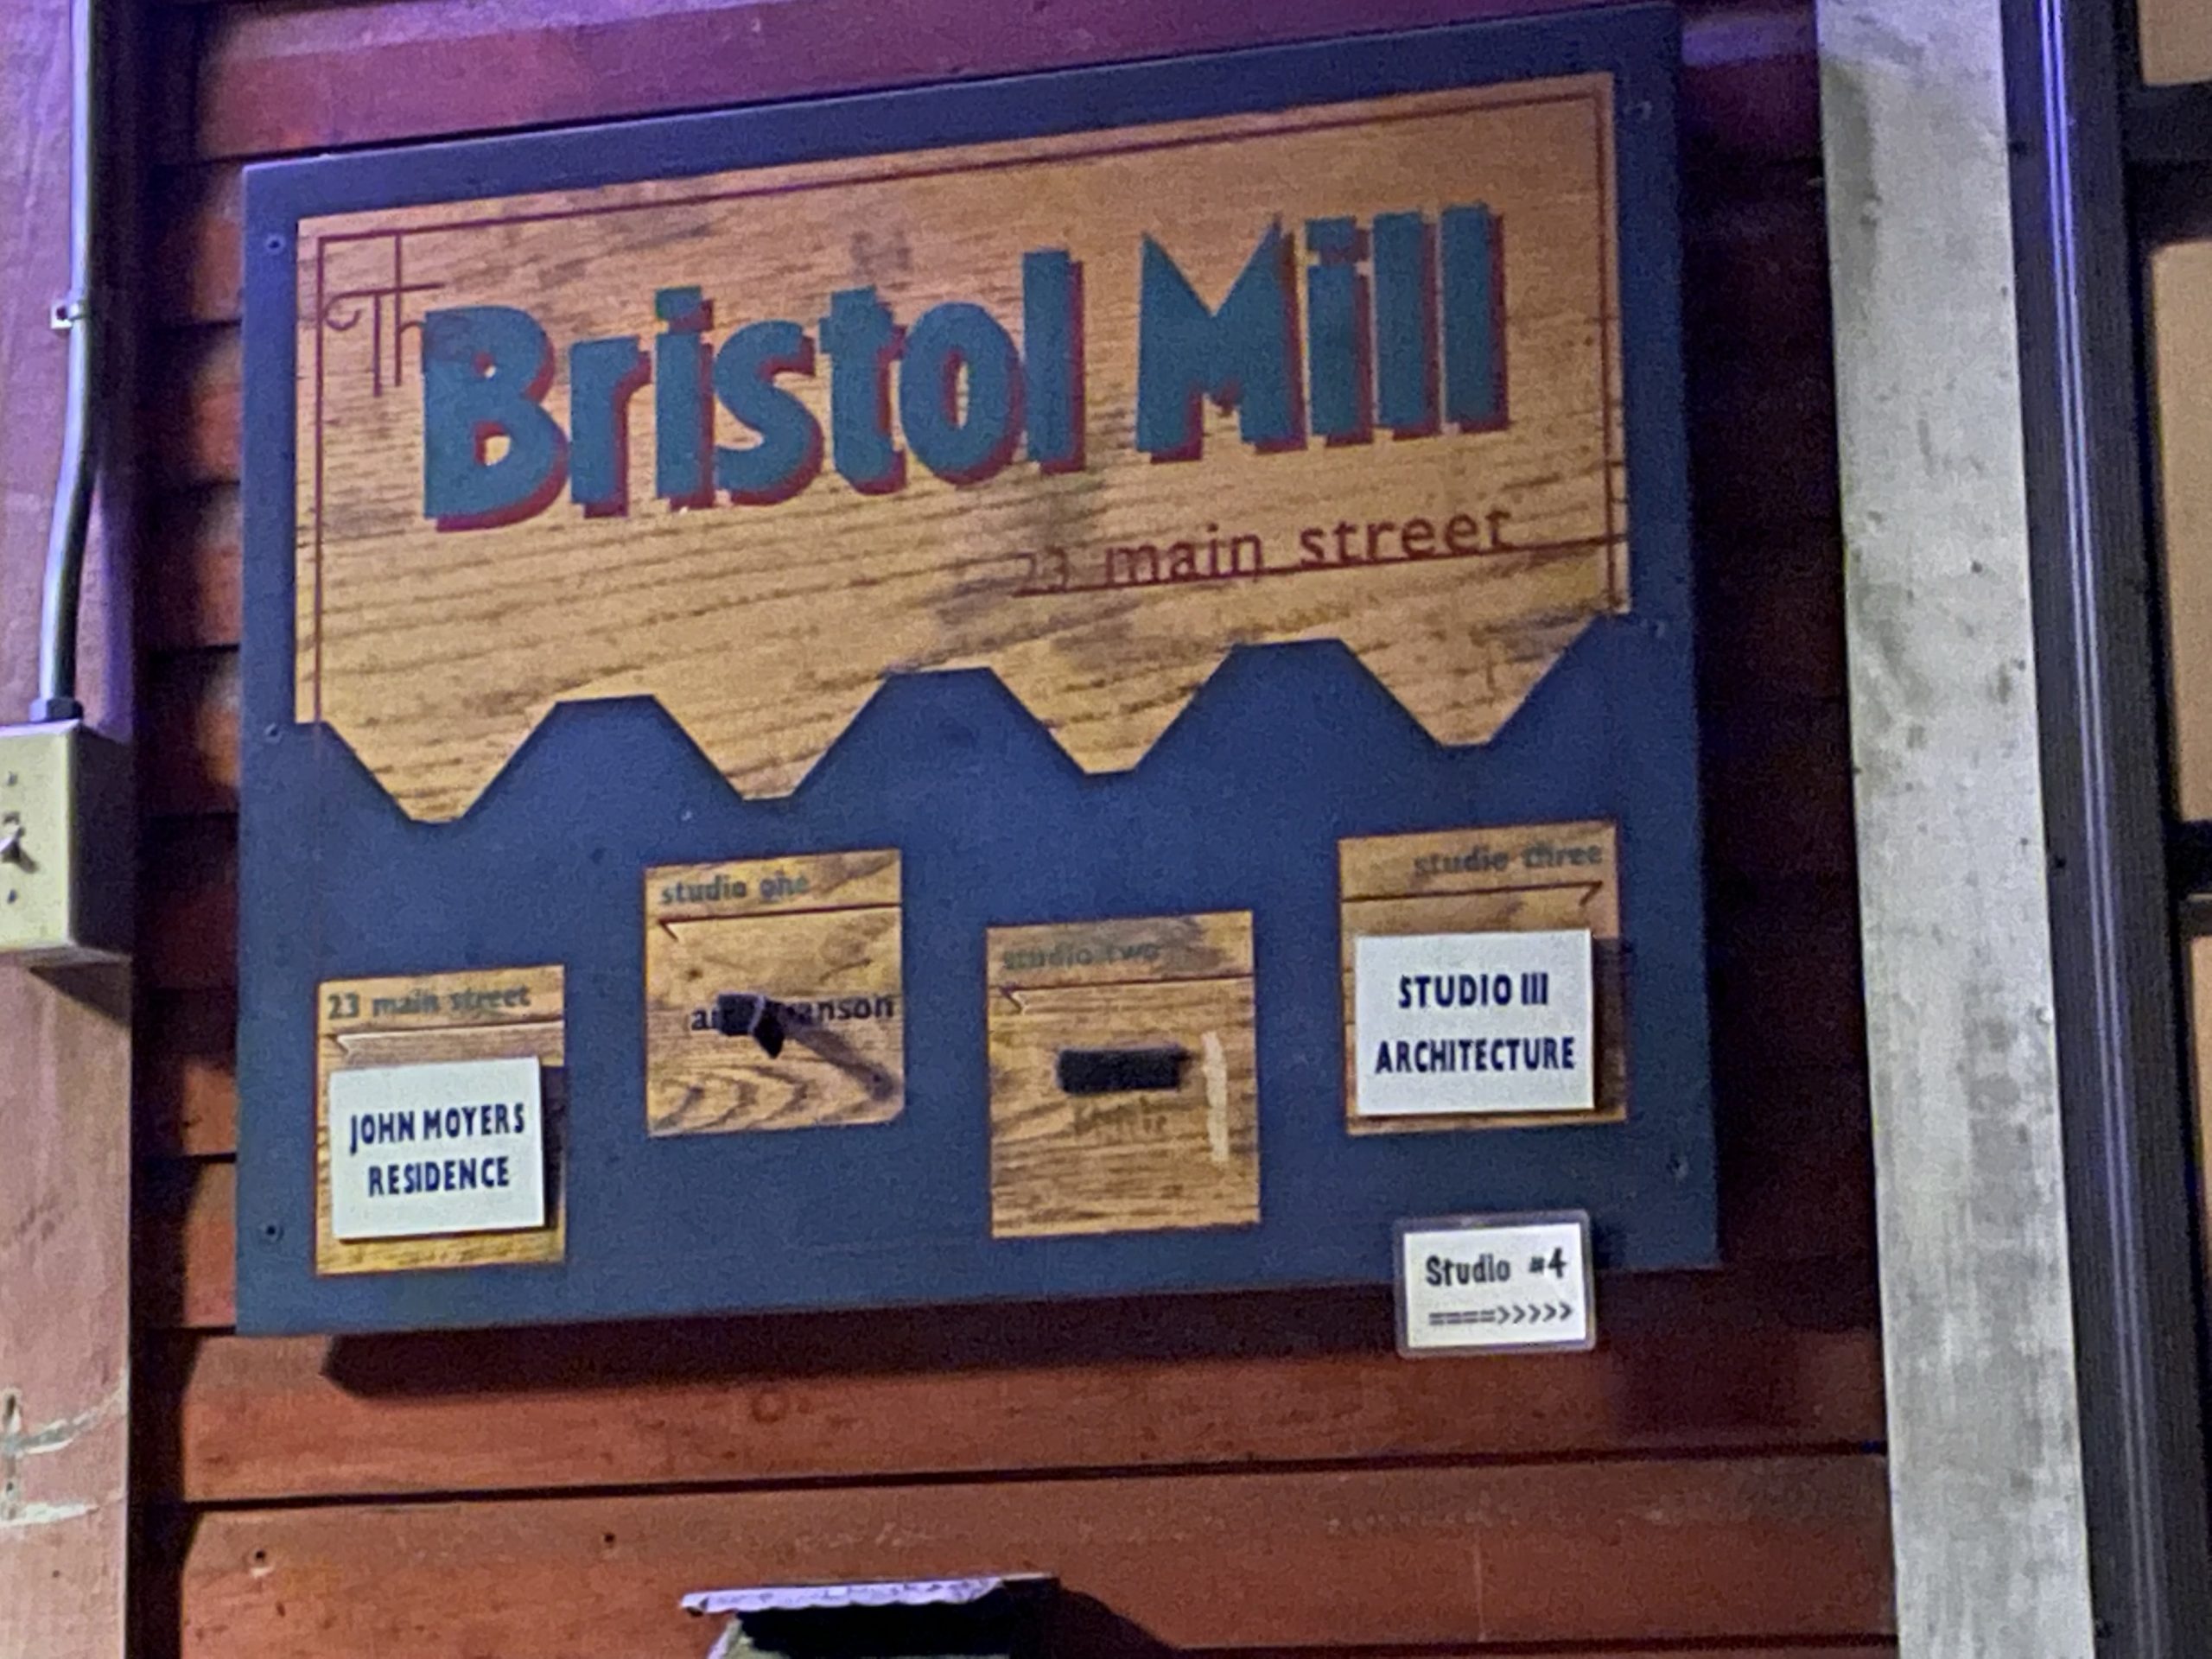 Th
Bristol Mill
23 main street
23 main street
JOHN MOYERS
RESIDENCE
studio one
studio two
studio three
STUDIO III
ARCHITECTURE
Studio #4
====>>>>>